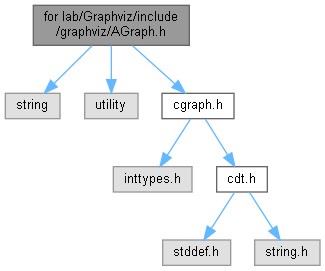 for lab/Graphviz/include
/graphviz/AGraph.h
string
utility
cgraph.h
inttypes.h
cdt.h
stddef.h
string.h